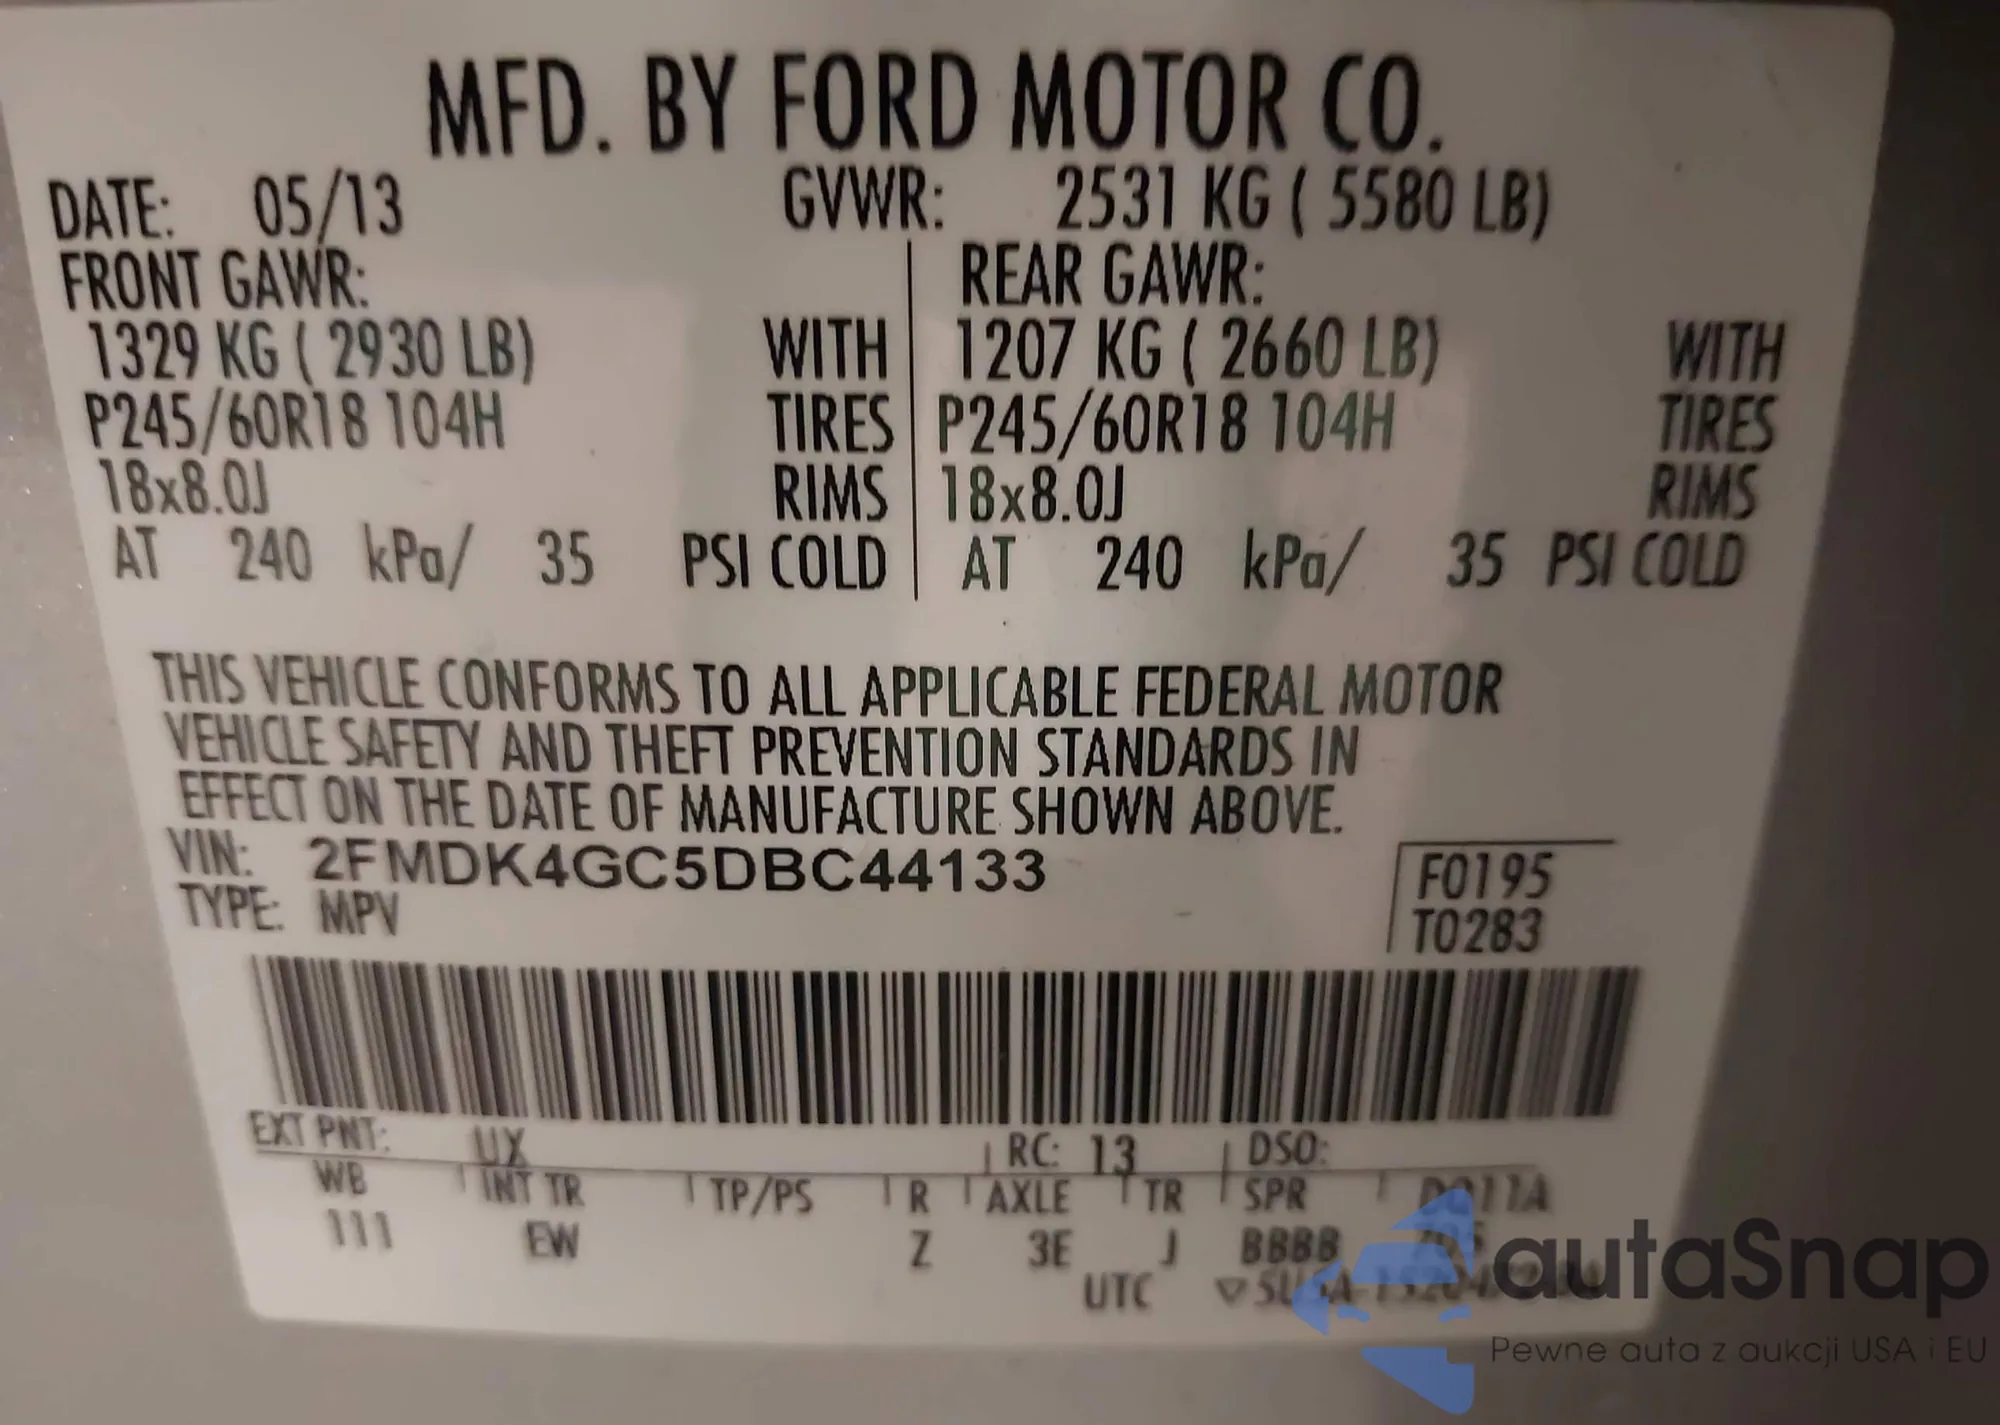 MFD. BY FORD MOTOR CO.
DATE: 05/13 GVWR: 2531 KG ( 5580 LB)
FRONT GAWR: REAR GAWR:
1329 KG ( 2930 LB) WITH 1207 KG ( 2660 LB) WITH
P245/60R18 104H TIRES P245/60R18 104H TIRES
18x8.0J RIMS 18x8.0J RIMS
AT 240 kPa/ 35 PSI COLD AT 240 kPa/ 35 PSI COLD
THIS VEHICLE CONFORMS TO ALL APPLICABLE FEDERAL MOTOR
VEHICLE SAFETY AND THEFT PREVENTION STANDARDS IN
EFFECT ON THE DATE OF MANUFACTURE SHOWN ABOVE.
VIN: 2FMDK4GC5DBC44133
TYPE: MPV
F0195
T0283
EXT PNT: UX RC: 13 DSO:
WB INT TR TP/PS R AXLE TR SPR
111 EW Z 3E J BBBB
UTC
autaSnap
Pewne auta z aukcji USA i EU